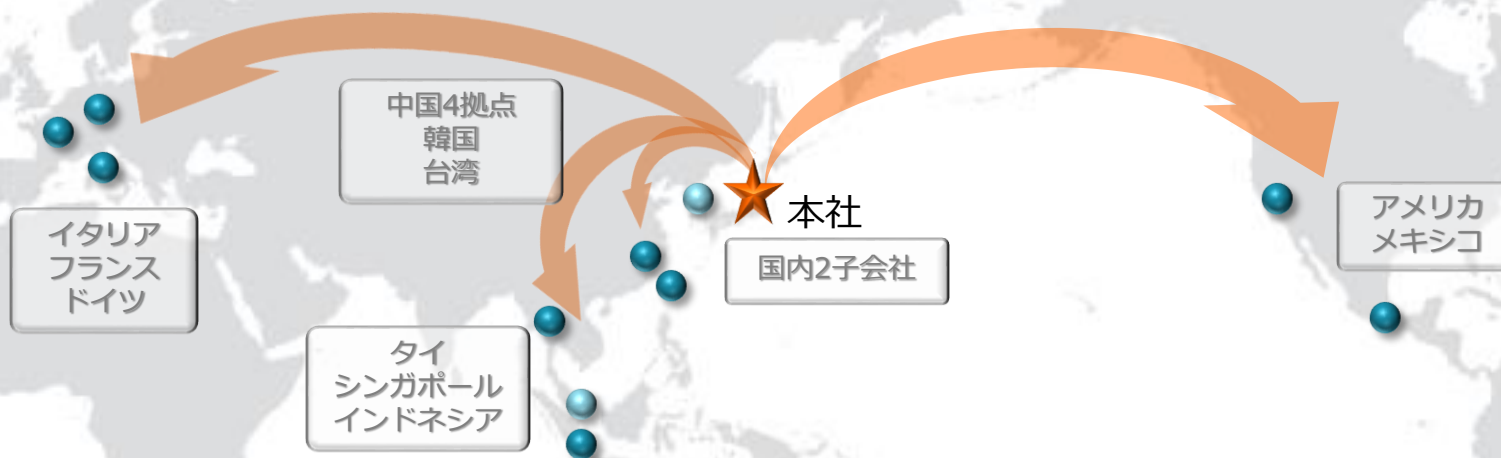 中国4拠点
韓国
台湾
本社
国内2子会社
イタリア
フランス
ドイツ
タイ
シンガポール
インドネシア
アメリカ
メキシコ